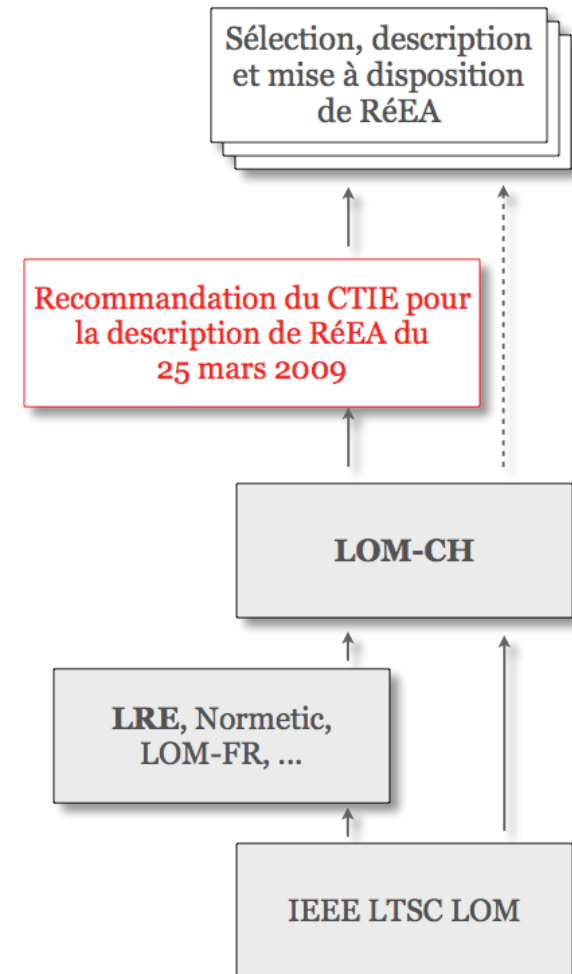 Sélection, description
et mise à disposition
de RéEA
Recommandation du CTIE pour
la description de RéEA du
25 mars 2009
LOM-CH
LRE, Normetic,
LOM-FR, ...
IEEE LTSC LOM